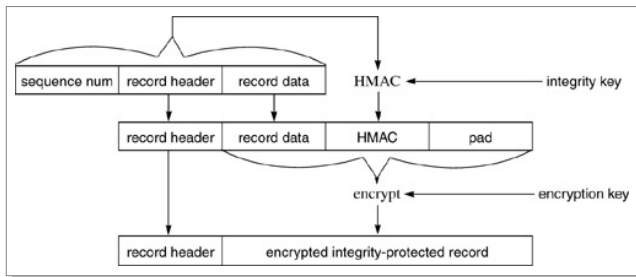 sequence num record header record data HMAC integrity key
record header record data HMAC pad
encrypt encryption key
record header encrypted integrity-protected record